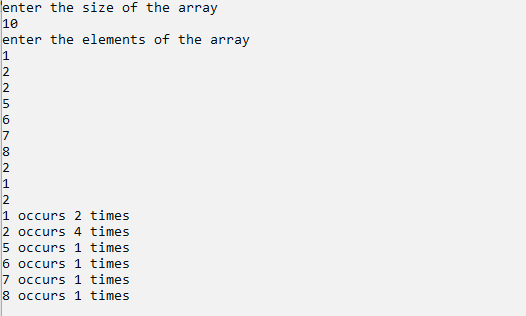 enter the size of the array
10
enter the elements of the array
1
2
2
5
6
7
8
2
1
2
1 occurs 2 times
2 occurs 4 times
5 occurs 1 times
6 occurs 1 times
7 occurs 1 times
8 occurs 1 times